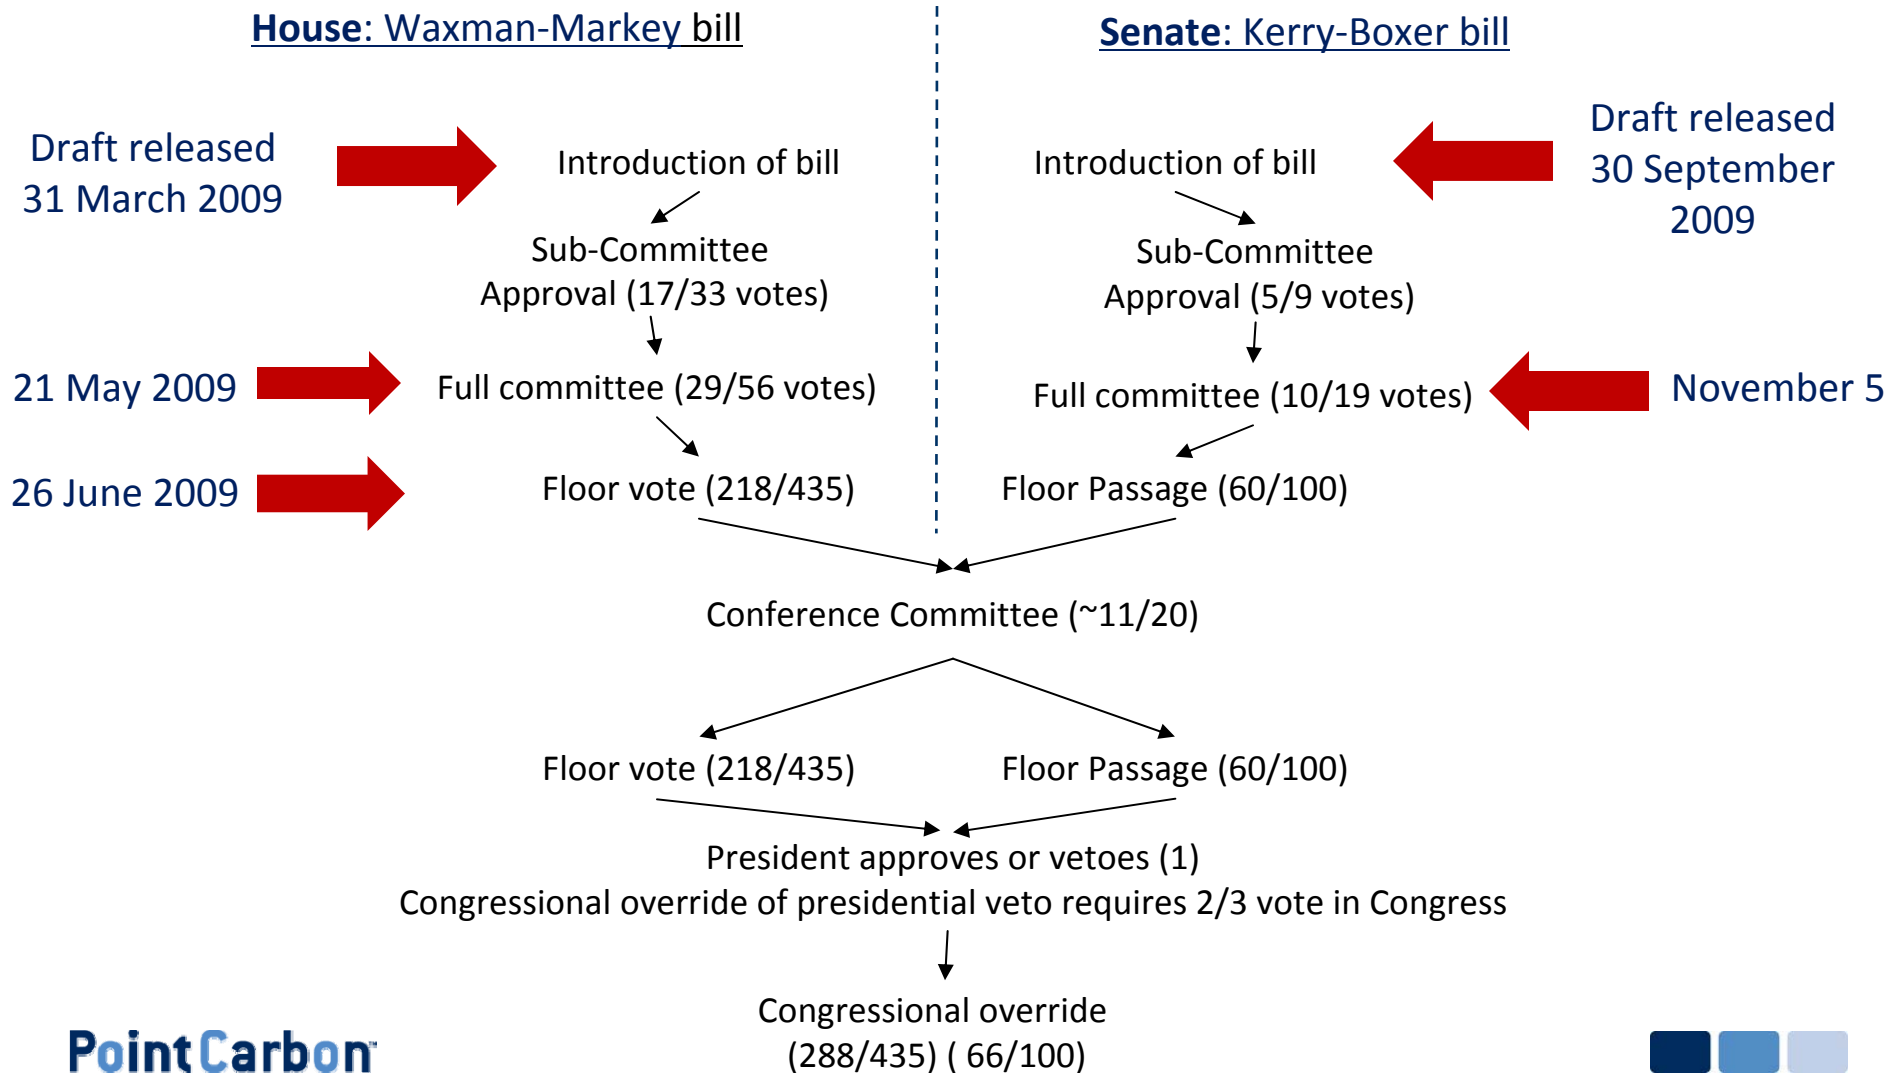 House: Waxman-Markey bill
Senate: Kerry-Boxer bill
Draft released
31 March 2009
Introduction of bill
Introduction of bill
Draft released
30 September
2009
Sub-Committee
Approval (17/33 votes)
Sub-Committee
Approval (5/9 votes)
21 May 2009
Full committee (29/56 votes)
Full committee (10/19 votes)
November 5
26 June 2009
Floor vote (218/435)
Floor Passage (60/100)
Conference Committee (~11/20)
Floor vote (218/435)
Floor Passage (60/100)
President approves or vetoes (1)
Congressional override of presidential veto requires 2/3 vote in Congress
Congressional override
(288/435) ( 66/100)
PointCarbon™